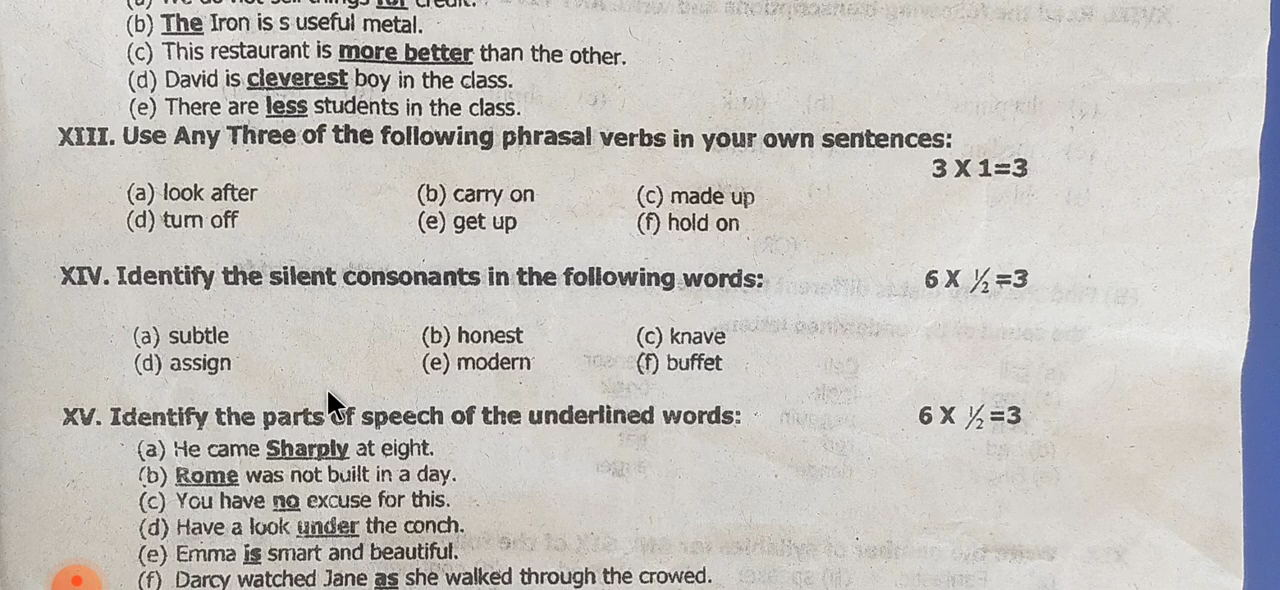 (b) The Iron is s useful metal.
(c) This restaurant is more better than the other.
(d) David is cleverest boy in the class.
(e) There are less students in the class.
XIII. Use Any Three of the following phrasal verbs in your own sentences:
3 X 1=3
(a) look after (b) carry on (c) made up
(d) turn off (e) get up (f) hold on
XIV. Identify the silent consonants in the following words: 6 X ½=3
(a) subtle (b) honest (c) knave
(d) assign (e) modern (f) buffet
XV. Identify the parts of speech of the underlined words: 6 X ½=3
(a) He came Sharply at eight.
(b) Rome was not built in a day.
(c) You have no excuse for this.
(d) Have a look under the conch.
(e) Emma is smart and beautiful.
(f) Darcy watched Jane as she walked through the crowed.